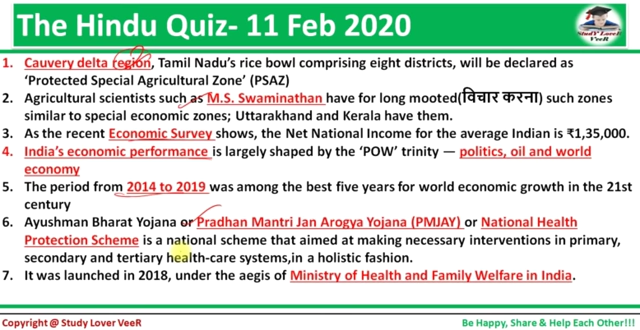 The Hindu Quiz- 11 Feb 2020
StudY LoveR
VeeR
1. Cauvery delta region, Tamil Nadu's rice bowl comprising eight districts, will be declared as
'Protected Special Agricultural Zone' (PSAZ)
2. Agricultural scientists such as M.S. Swaminathan have for long mooted(विचार करना) such zones
similar to special economic zones; Uttarakhand and Kerala have them.
3. As the recent Economic Survey shows, the Net National Income for the average Indian is ₹1,35,000.
4. India's economic performance is largely shaped by the 'POW' trinity — politics, oil and world
economy
5. The period from 2014 to 2019 was among the best five years for world economic growth in the 21st
century
6. Ayushman Bharat Yojana or Pradhan Mantri Jan Arogya Yojana (PMJAY) or National Health
Protection Scheme is a national scheme that aimed at making necessary interventions in primary,
secondary and tertiary health-care systems,in a holistic fashion.
7. It was launched in 2018, under the aegis of Ministry of Health and Family Welfare in India.
Copyright @ Study Lover VeeR
Be Happy, Share & Help Each Other!!!